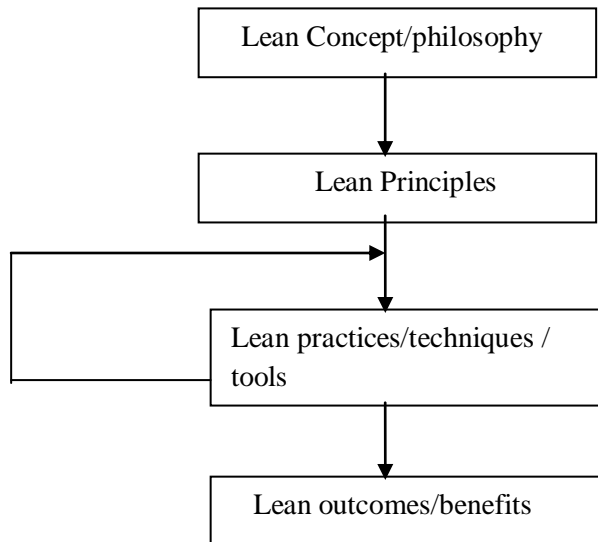 Lean Concept/philosophy
Lean Principles
Lean practices/techniques /
tools
Lean outcomes/benefits